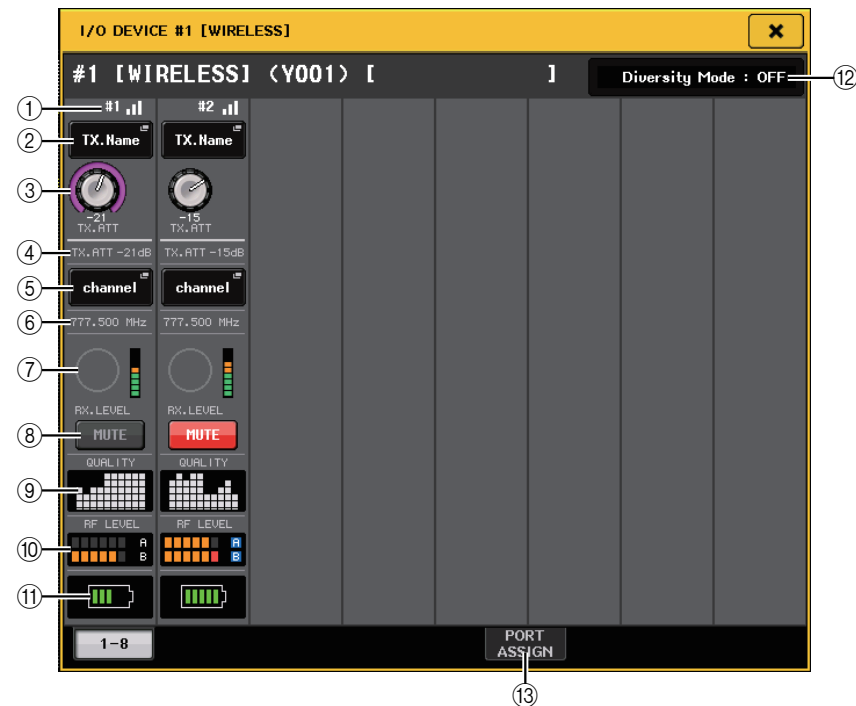 I/O DEVICE #1 [WIRELESS]
#1 [WIRELESS] (Y001) [ ]
Diversity Mode : OFF
⑫
① #1 #2
② TX.Name TX.Name
③
-21 -15
TX.ATT TX.ATT
④ TX.ATT -21dB TX.ATT -15dB
⑤ channel channel
⑥ 777.500 MHz 777.500 MHz
⑦
RX.LEVEL RX.LEVEL
⑧ MUTE MUTE
QUALITY QUALITY
⑨
RF LEVEL RF LEVEL
⑩ A A
B B
⑪
1-8
PORT
ASSIGN
⑬